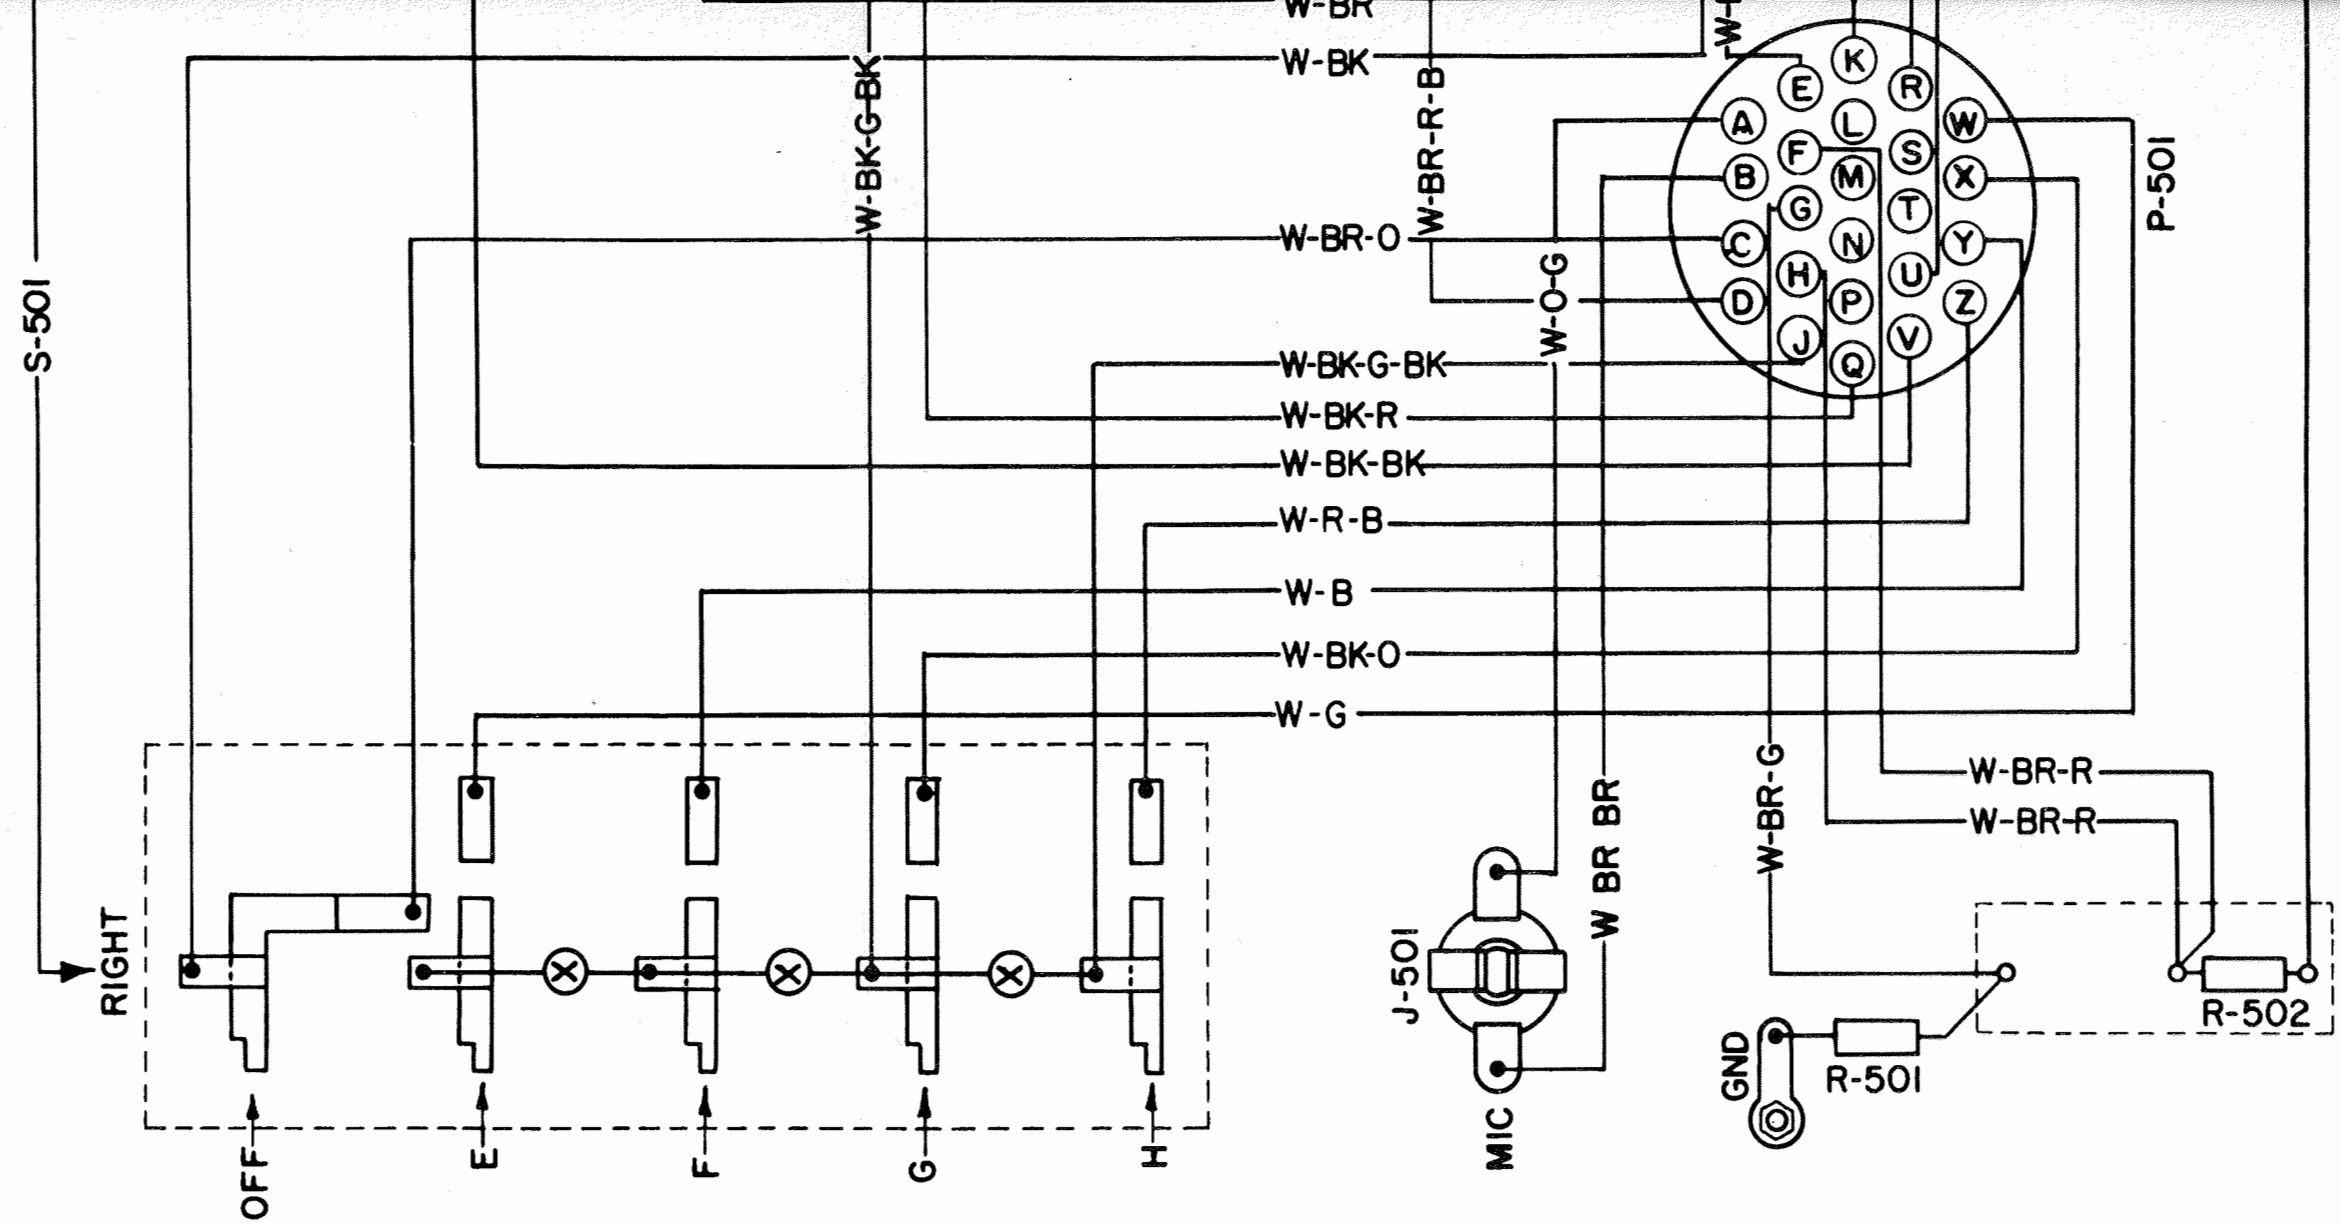 W-BR
W-BK
W-BK-G-BK
W-BR-R-B
K
E
R
A
L
W
F
S
B
M
X
G
T
P-501
W-BR-O
C
N
Y
H
U
S-501
W-O-G
D
P
Z
J
V
W-BK-G-BK
Q
W-BK-R
W-BK-BK
W-R-B
W-B
W-BK-O
W-G
W-BR-G
W-BR-R
W BR BR
W-BR-R
RIGHT
J-501
R-502
GND
R-501
MIC
OFF
E
F
G
H